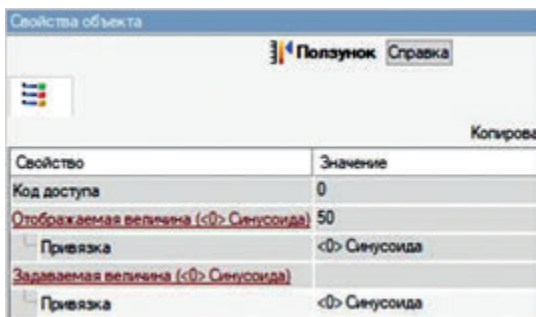 Свойства объекта
Ползунок Справка
Копирова
Свойство Значение
Код доступа 0
Отображаемая величина (<0> Синусоида) 50
Привязка <0> Синусоида
Задаваемая величина (<0> Синусоида)
Привязка <0> Синусоида